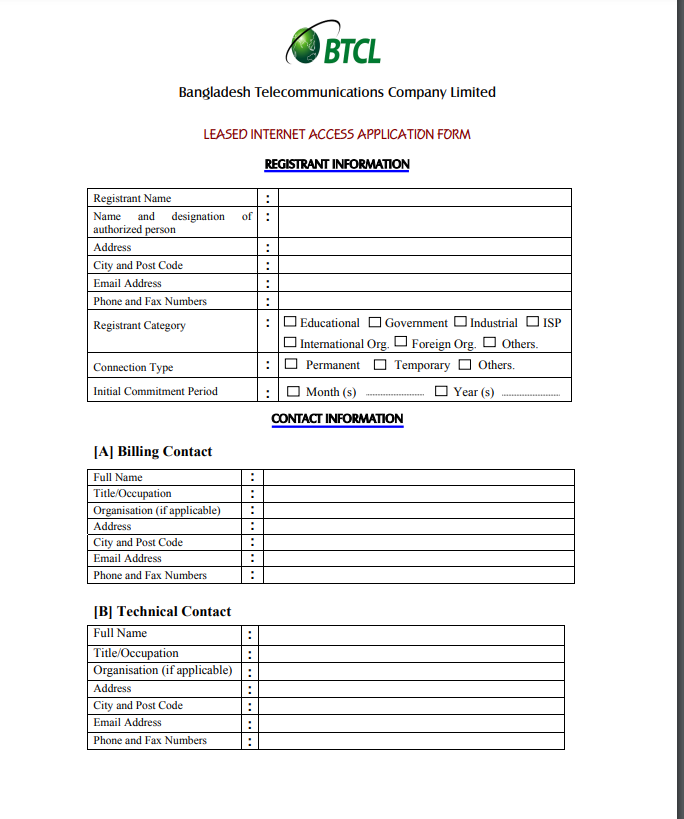 BTCL
Bangladesh Telecommunications Company Limited
LEASED INTERNET ACCESS APPLICATION FORM
REGISTRANT INFORMATION
Registrant Name :
Name and designation of :
authorized person
Address :
City and Post Code :
Email Address :
Phone and Fax Numbers :
Registrant Category : ☐ Educational ☐ Government ☐ Industrial ☐ ISP
☐ International Org. ☐ Foreign Org. ☐ Others.
Connection Type : ☐ Permanent ☐ Temporary ☐ Others.
Initial Commitment Period : ☐ Month (s) ........................ ☐ Year (s) ........................
CONTACT INFORMATION
[A] Billing Contact
Full Name :
Title/Occupation :
Organisation (if applicable) :
Address :
City and Post Code :
Email Address :
Phone and Fax Numbers :
[B] Technical Contact
Full Name :
Title/Occupation :
Organisation (if applicable) :
Address :
City and Post Code :
Email Address :
Phone and Fax Numbers :